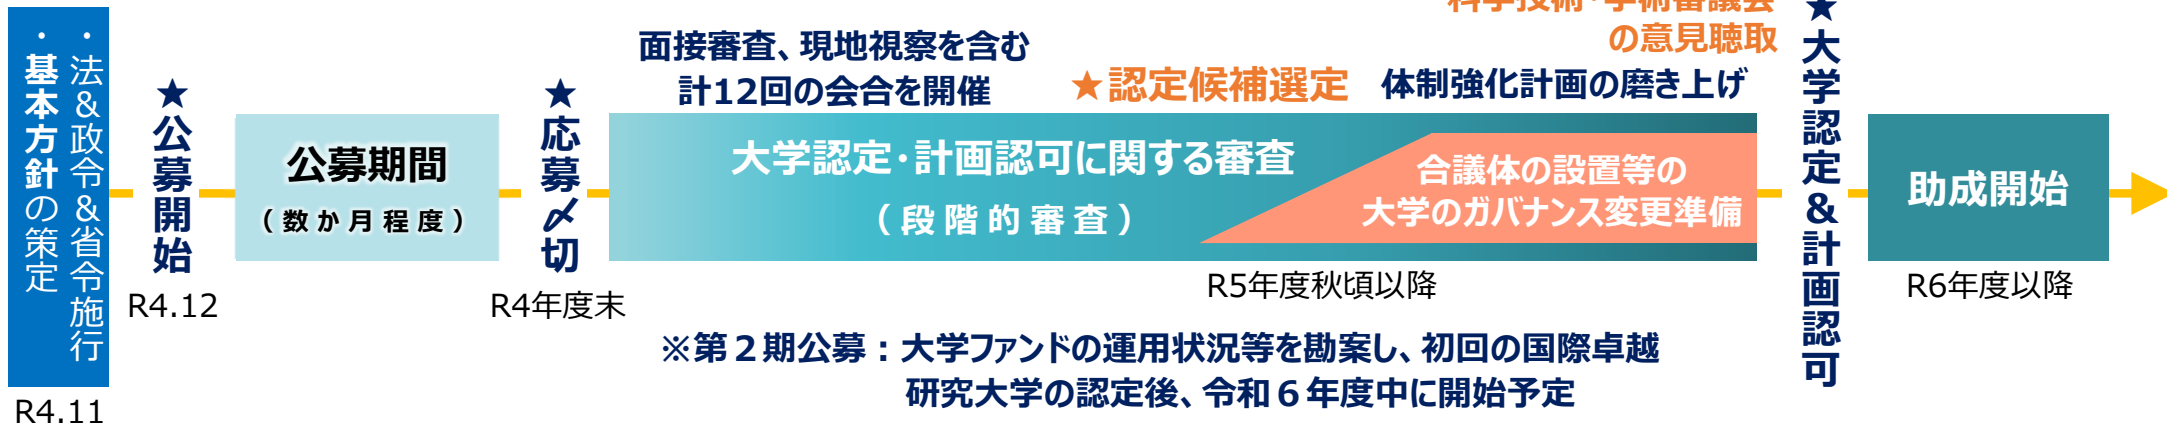 ・法&政令&省令施行
・基本方針の策定
R4.11
★公募開始
R4.12
公募期間
（数か月程度）
★応募〆切
R4年度末
面接審査、現地視察を含む
計12回の会合を開催
★認定候補選定
科学技術・学術審議会
の意見聴取
体制強化計画の磨き上げ
大学認定・計画認可に関する審査
（段階的審査）
合議体の設置等の
大学のガバナンス変更準備
R5年度秋頃以降
★大学認定&計画認可
助成開始
R6年度以降
※第２期公募：大学ファンドの運用状況等を勘案し、初回の国際卓越
研究大学の認定後、令和６年度中に開始予定